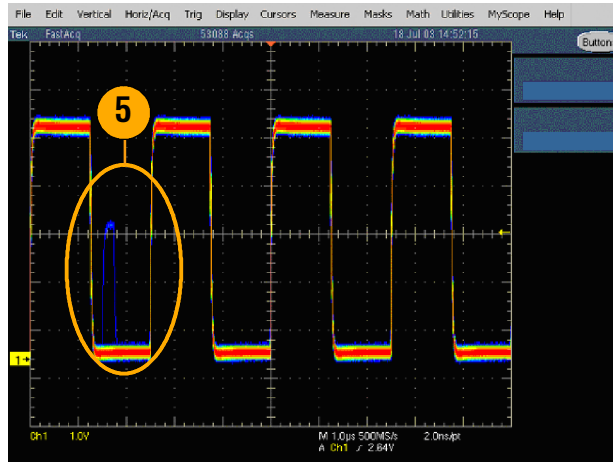 File Edit Vertical Horiz/Acq Trig Display Cursors Measure Masks Math Utilities MyScope Help
Tek FastAcq 53088 Acqs 18 Jul 03 14:52:15 Button
5
1→
Ch1 1.0V M 1.0µs 500MS/s 2.0ns/pt
A Ch1 ∕ 2.64V